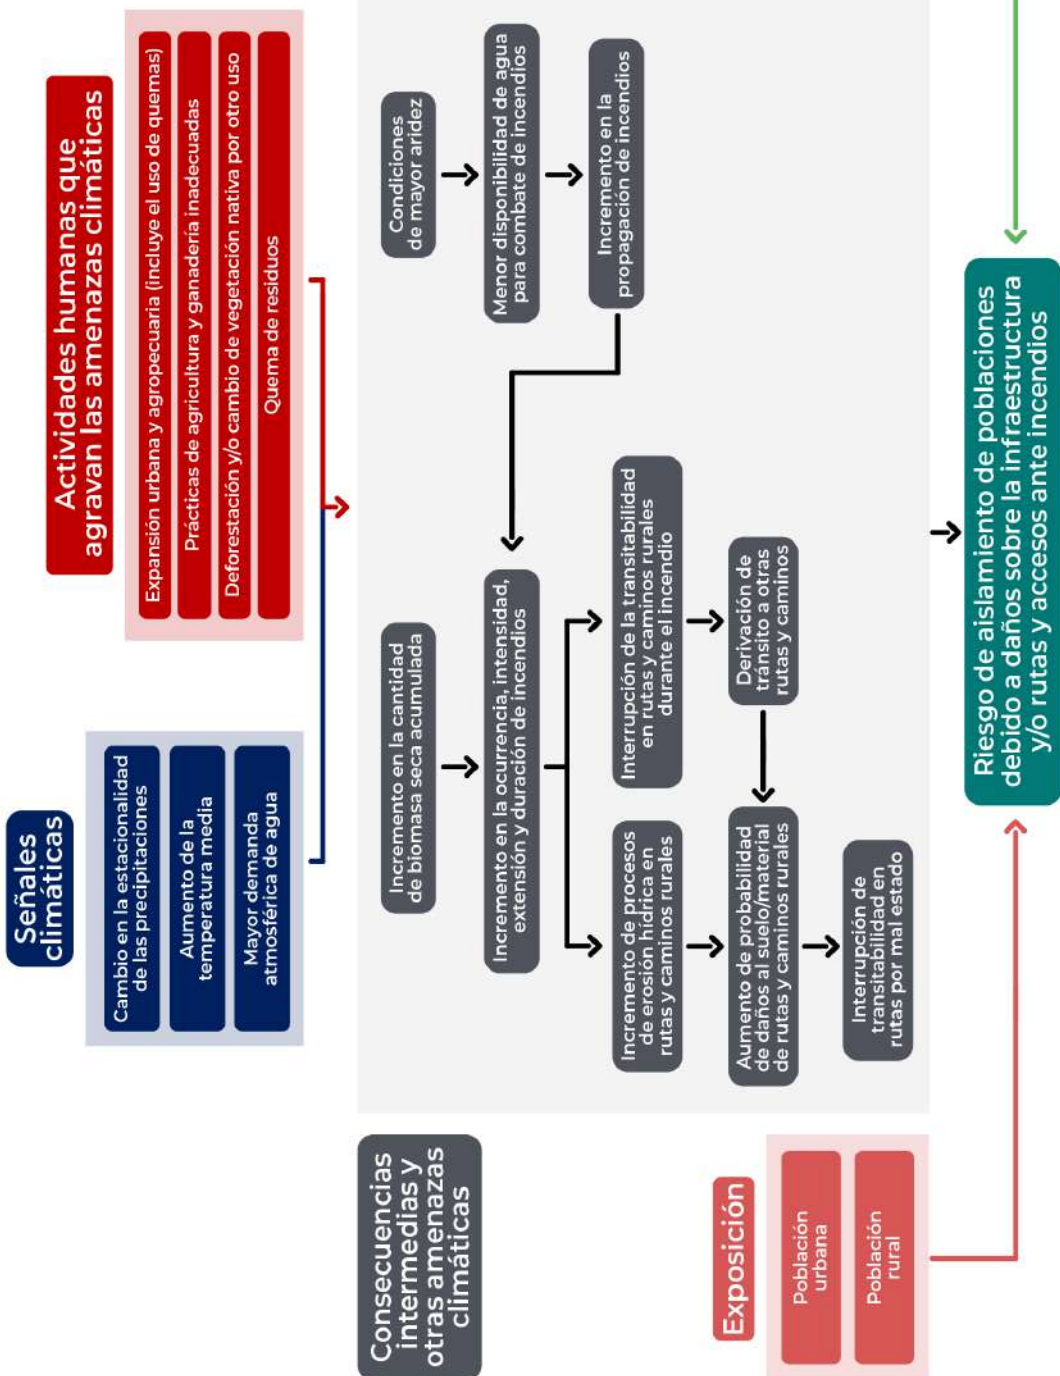 Señales
climáticas
Cambio en la estacionalidad
de las precipitaciones
Aumento de la
temperatura media
Mayor demanda
atmosférica de agua
Actividades humanas que
agravan las amenazas climáticas
Expansión urbana y agropecuaria (incluye el uso de quemas)
Prácticas de agricultura y ganadería inadecuadas
Deforestación y/o cambio de vegetación nativa por otro uso
Quema de residuos
Consecuencias
intermedias y
otras amenazas
climáticas
Incremento en la cantidad
de biomasa seca acumulada
Condiciones
de mayor aridez
Incremento en la ocurrencia, intensidad,
extensión y duración de incendios
Menor disponibilidad de agua
para combate de incendios
Incremento en la
propagación de incendios
Incremento de procesos
de erosión hídrica en
rutas y caminos rurales
Interrupción de la transitabilidad
en rutas y caminos rurales
durante el incendio
Aumento de probabilidad
de daños al suelo/material
de rutas y caminos rurales
Derivación de
tránsito a otras
rutas y caminos
Interrupción de
transitabilidad en
rutas por mal estado
Exposición
Población
urbana
Población
rural
Riesgo de aislamiento de poblaciones
debido a daños sobre la infraestructura
y/o rutas y accesos ante incendios